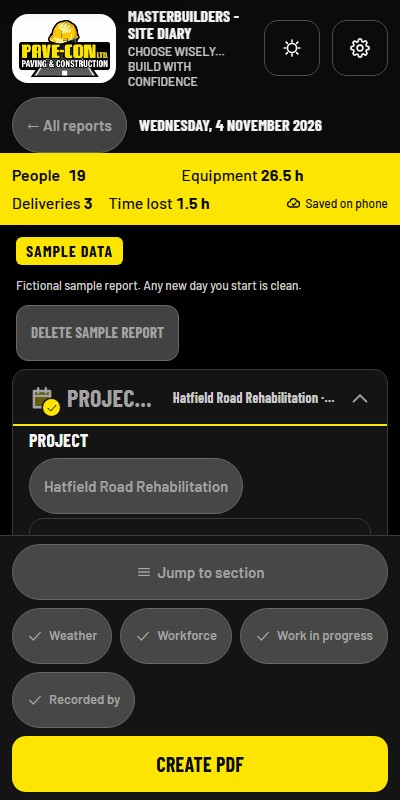 PAVE-CON LTD.
PAVING & CONSTRUCTION
MASTERBUILDERS -
SITE DIARY
CHOOSE WISELY...
BUILD WITH
CONFIDENCE
← All reports
WEDNESDAY, 4 NOVEMBER 2026
People 19
Equipment 26.5 h
Deliveries 3
Time lost 1.5 h
Saved on phone
SAMPLE DATA
Fictional sample report. Any new day you start is clean.
DELETE SAMPLE REPORT
PROJEC...
Hatfield Road Rehabilitation -...
PROJECT
Hatfield Road Rehabilitation
Jump to section
Weather
Workforce
Work in progress
Recorded by
CREATE PDF